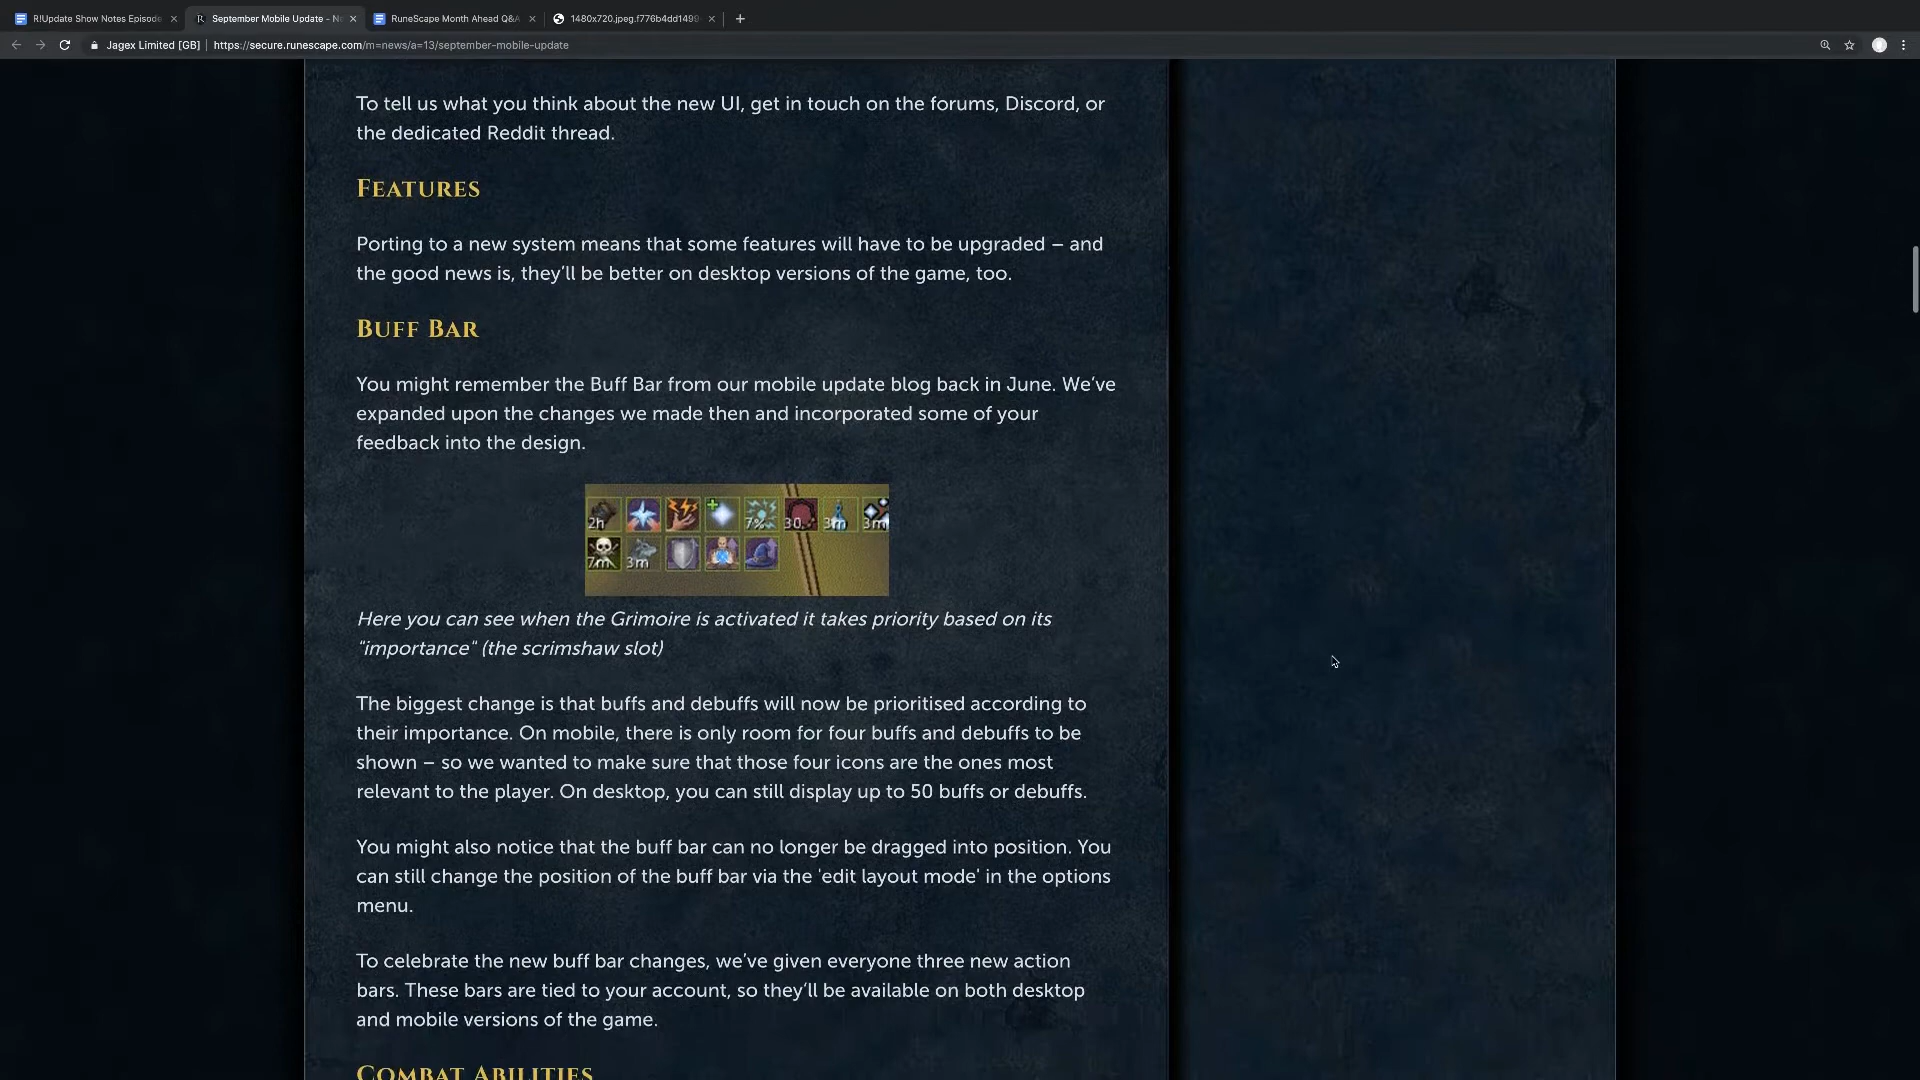 R!Update Show Notes Episode
September Mobile Update - N
RuneScape Month Ahead Q&A
1480x720.jpeg.f776b4dd1499
Jagex Limited [GB]
https://secure.runescape.com/m=news/a=13/september-mobile-update
To tell us what you think about the new UI, get in touch on the forums, Discord, or
the dedicated Reddit thread.
FEATURES
Porting to a new system means that some features will have to be upgraded – and
the good news is, they'll be better on desktop versions of the game, too.
BUFF BAR
You might remember the Buff Bar from our mobile update blog back in June. We've
expanded upon the changes we made then and incorporated some of your
feedback into the design.
2h 7% 30. 3m 3m
7m 3m
Here you can see when the Grimoire is activated it takes priority based on its
"importance" (the scrimshaw slot)
The biggest change is that buffs and debuffs will now be prioritised according to
their importance. On mobile, there is only room for four buffs and debuffs to be
shown – so we wanted to make sure that those four icons are the ones most
relevant to the player. On desktop, you can still display up to 50 buffs or debuffs.
You might also notice that the buff bar can no longer be dragged into position. You
can still change the position of the buff bar via the 'edit layout mode' in the options
menu.
To celebrate the new buff bar changes, we've given everyone three new action
bars. These bars are tied to your account, so they'll be available on both desktop
and mobile versions of the game.
COMBAT ABILITIES